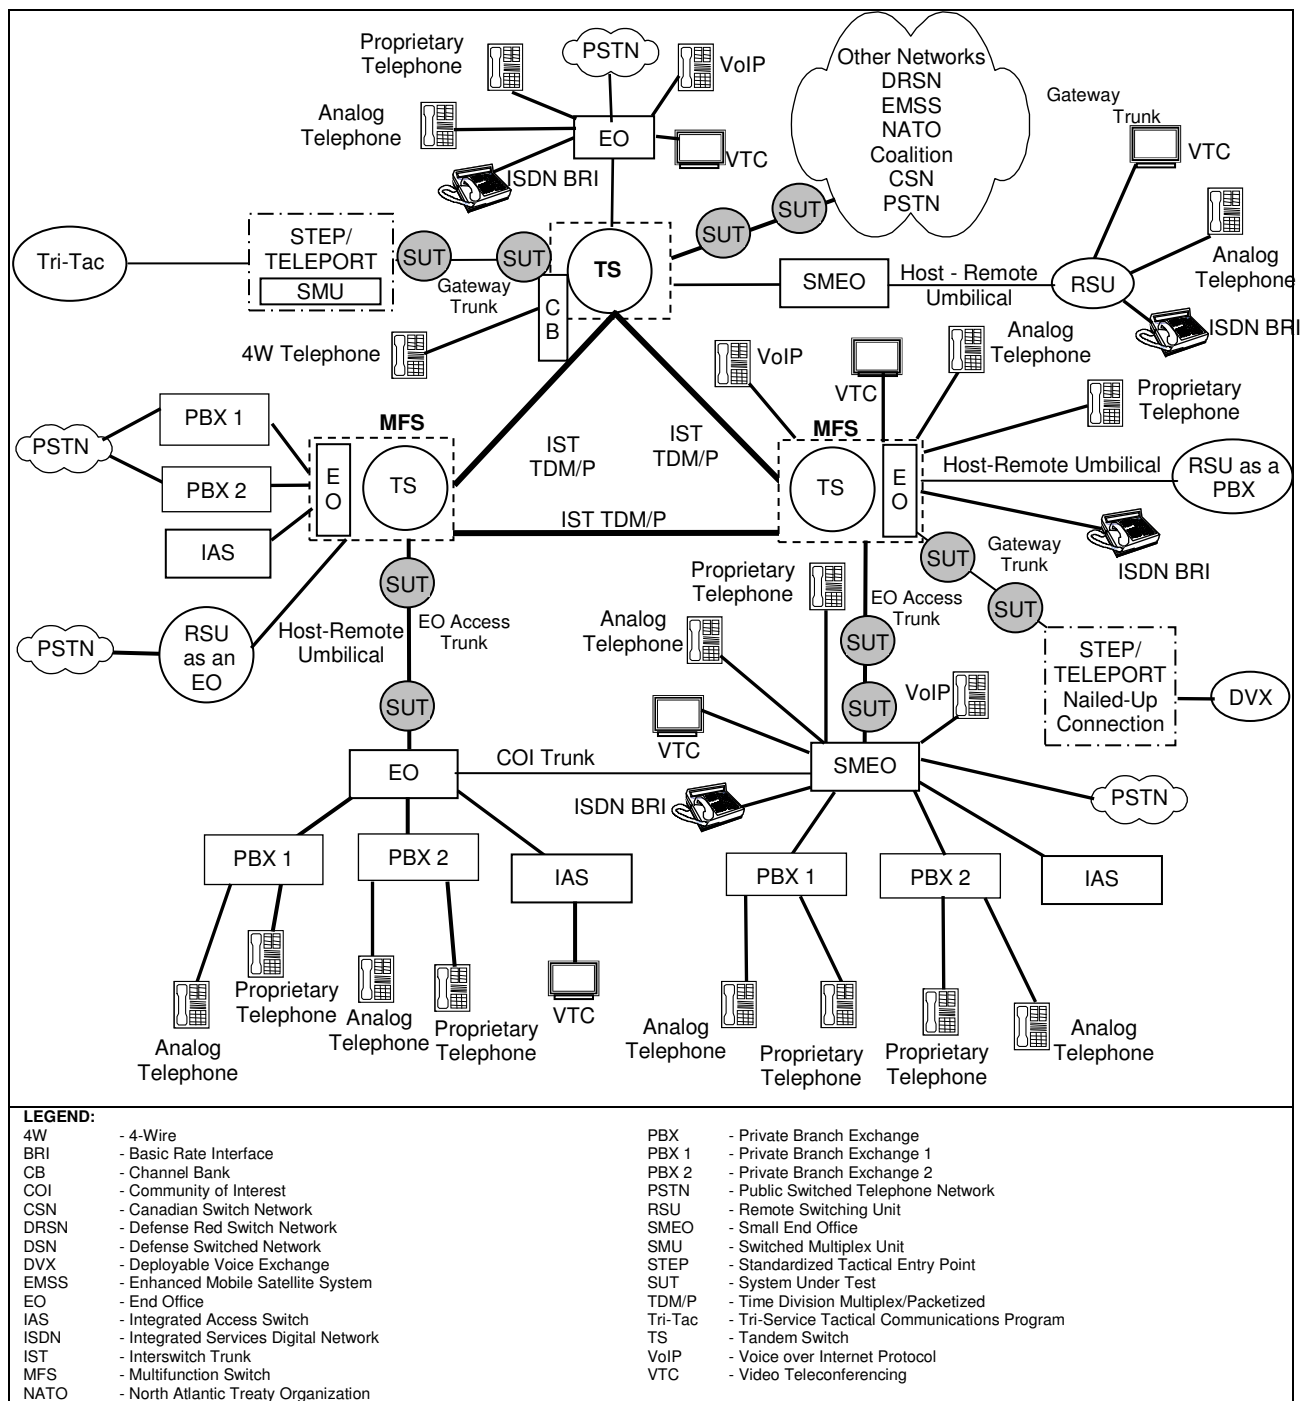 Proprietary
Telephone
PSTN
VoIP
Analog
Telephone
EO
VTC
ISDN BRI
Other Networks
DRSN
EMSS
NATO
Coalition
CSN
PSTN
Gateway
Trunk
VTC
Analog
Telephone
ISDN BRI
Tri-Tac
STEP/
TELEPORT
SMU
SUT
SUT
Gateway
Trunk
TS
C
B
SUT
SUT
SMEO
Host - Remote
Umbilical
RSU
4W Telephone
VoIP
VTC
Analog
Telephone
Proprietary
Telephone
PSTN
PBX 1
PBX 2
IAS
MFS
E
O
TS
IST
TDM/P
IST
TDM/P
IST TDM/P
MFS
TS
E
O
Host-Remote Umbilical
RSU as a
PBX
ISDN BRI
PSTN
RSU
as an
EO
Host-Remote
Umbilical
SUT
EO Access
Trunk
SUT
Proprietary
Telephone
Analog
Telephone
EO Access
Trunk
SUT
SUT
SUT
Gateway
Trunk
SUT
STEP/
TELEPORT
Nailed-Up
Connection
DVX
VoIP
VTC
EO
COI Trunk
SMEO
ISDN BRI
PSTN
PBX 1
PBX 2
IAS
PBX 1
PBX 2
IAS
Analog
Telephone
Proprietary
Telephone
Analog
Telephone
Proprietary
Telephone
VTC
Analog
Telephone
Proprietary
Telephone
Proprietary
Telephone
Analog
Telephone
LEGEND:
4W - 4-Wire
BRI - Basic Rate Interface
CB - Channel Bank
COI - Community of Interest
CSN - Canadian Switch Network
DRSN - Defense Red Switch Network
DSN - Defense Switched Network
DVX - Deployable Voice Exchange
EMSS - Enhanced Mobile Satellite System
EO - End Office
IAS - Integrated Access Switch
ISDN - Integrated Services Digital Network
IST - Interswitch Trunk
MFS - Multifunction Switch
NATO - North Atlantic Treaty Organization
PBX - Private Branch Exchange
PBX 1 - Private Branch Exchange 1
PBX 2 - Private Branch Exchange 2
PSTN - Public Switched Telephone Network
RSU - Remote Switching Unit
SMEO - Small End Office
SMU - Switched Multiplex Unit
STEP - Standardized Tactical Entry Point
SUT - System Under Test
TDM/P - Time Division Multiplex/Packetized
Tri-Tac - Tri-Service Tactical Communications Program
TS - Tandem Switch
VoIP - Voice over Internet Protocol
VTC - Video Teleconferencing